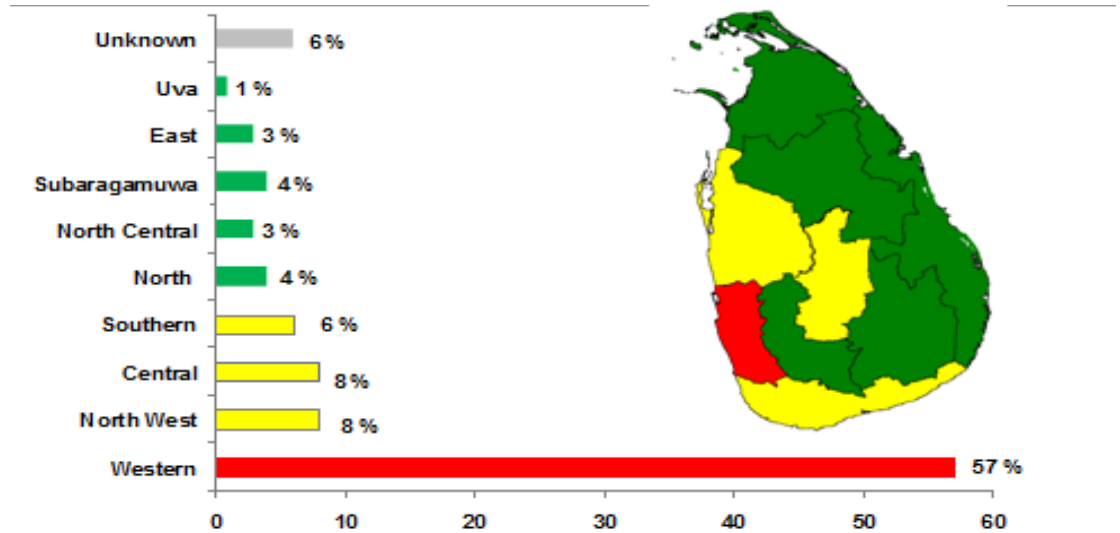 Unknown 6 %
Uva 1 %
East 3 %
Subaragamuwa 4 %
North Central 3 %
North 4 %
Southern 6 %
Central 8 %
North West 8 %
Western 57 %
0 10 20 30 40 50 60